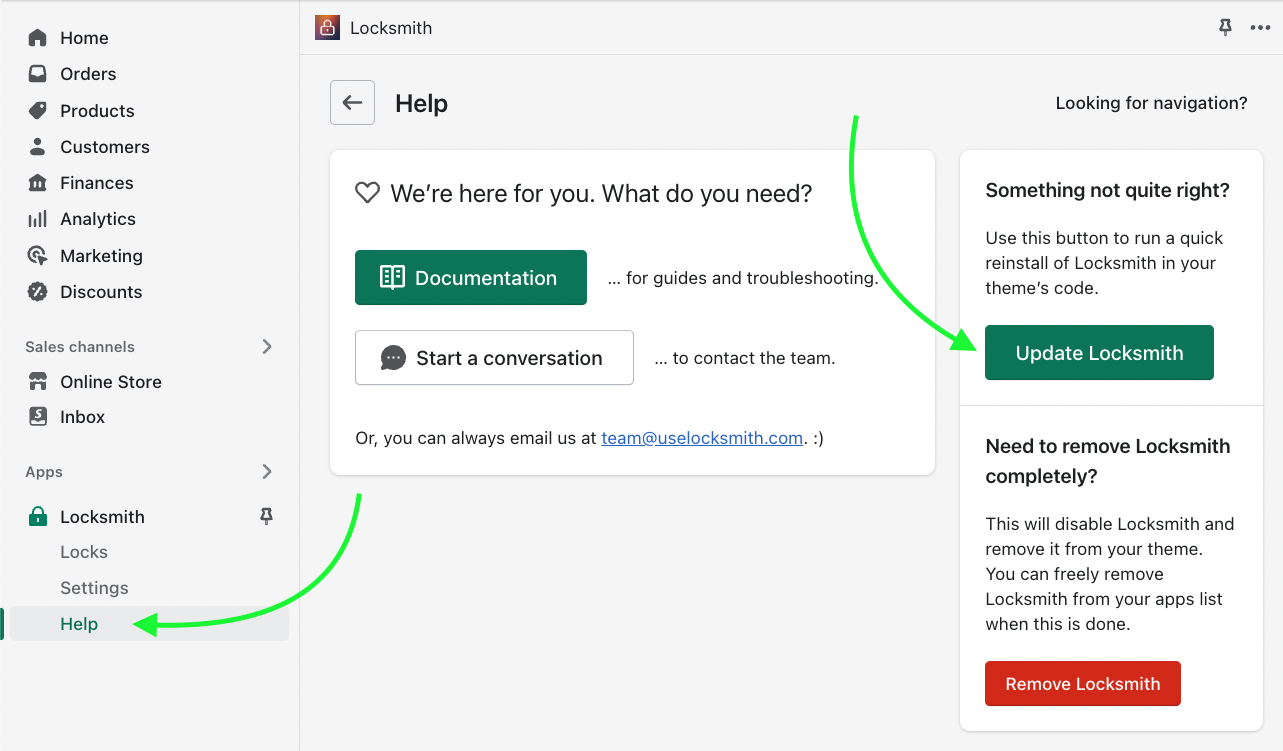 Home
Orders
Products
Customers
Finances
Analytics
Marketing
Discounts
Sales channels
Online Store
Inbox
Apps
Locksmith
Locks
Settings
Help
Locksmith
Help
Looking for navigation?
We’re here for you. What do you need?
Documentation ... for guides and troubleshooting.
Start a conversation ... to contact the team.
Or, you can always email us at team@uselocksmith.com. :)
Something not quite right?
Use this button to run a quick
reinstall of Locksmith in your
theme’s code.
Update Locksmith
Need to remove Locksmith
completely?
This will disable Locksmith and
remove it from your theme.
You can freely remove
Locksmith from your apps list
when this is done.
Remove Locksmith